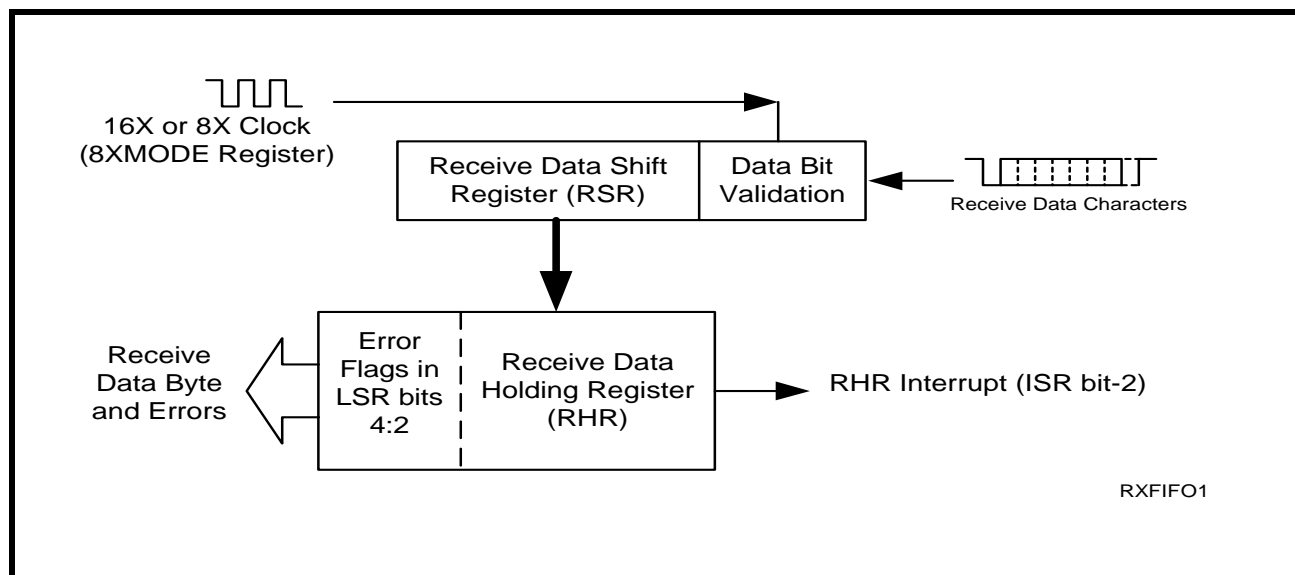 16X or 8X Clock
(8XMODE Register)
Receive Data Shift
Register (RSR)
Data Bit
Validation
Receive Data Characters
Receive
Data Byte
and Errors
Error
Flags in
LSR bits
4:2
Receive Data
Holding Register
(RHR)
RHR Interrupt (ISR bit-2)
RXFIFO1